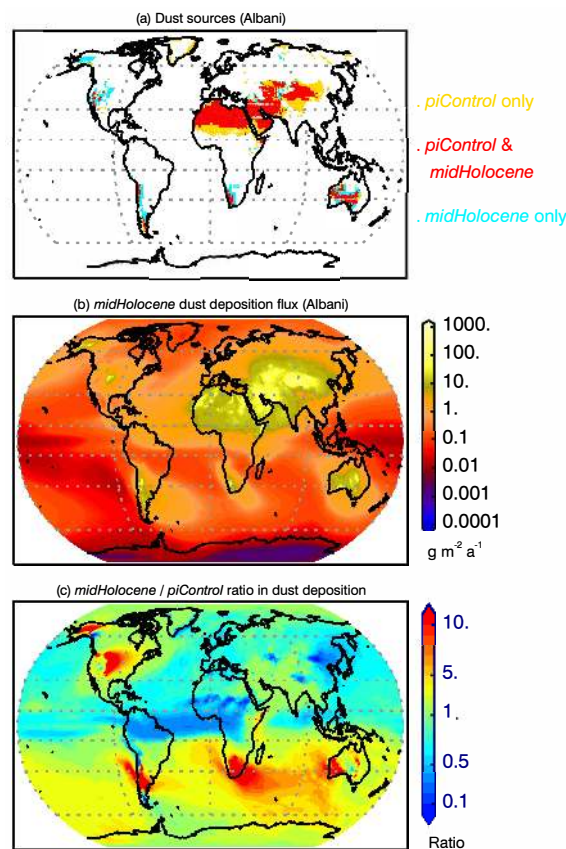 (a) Dust sources (Albani)
. piControl only
. piControl &
midHolocene
. midHolocene only
(b) midHolocene dust deposition flux (Albani)
1000.
100.
10.
1.
0.1
0.01
0.001
0.0001
g m⁻² a⁻¹
(c) midHolocene / piControl ratio in dust deposition
10.
5.
1.
0.5
0.1
Ratio